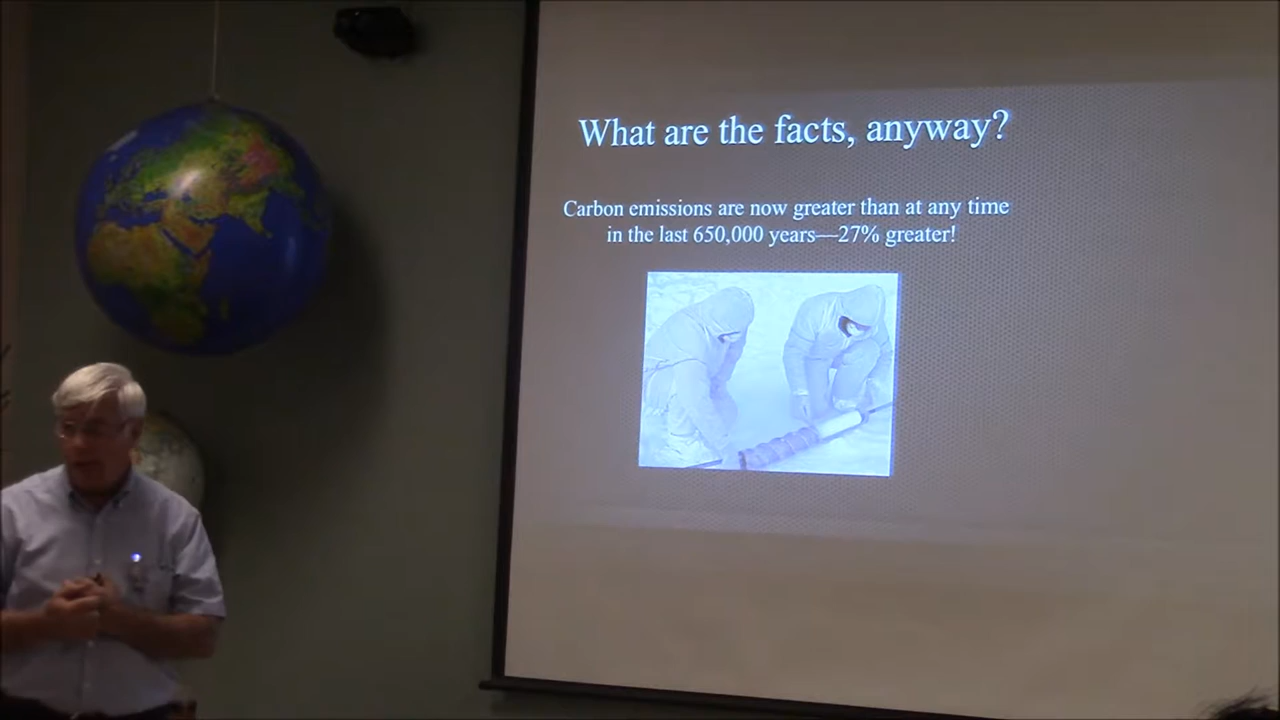 What are the facts, anyway?
Carbon emissions are now greater than at any time
in the last 650,000 years—27% greater!